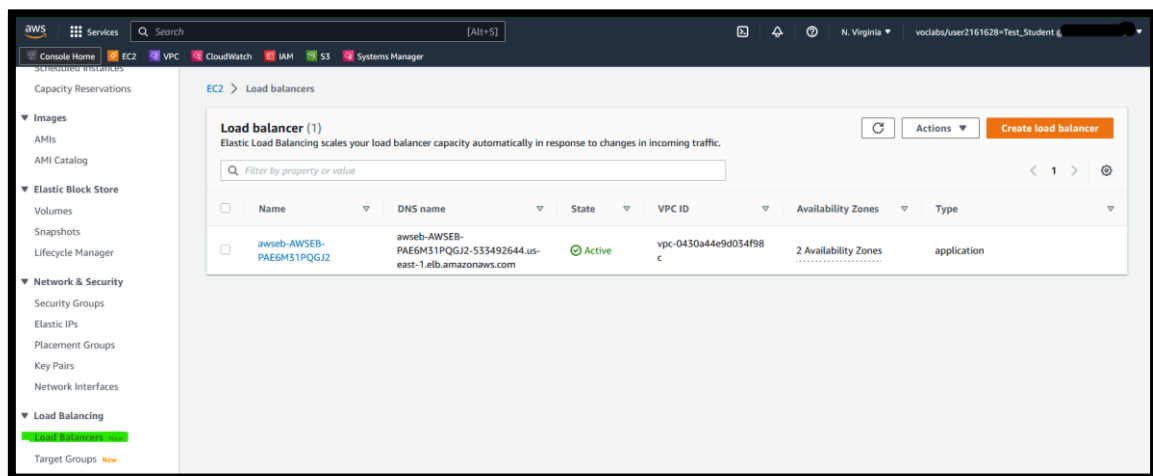 aws
Services
Search
[Alt+S]
N. Virginia
voclabs/user2161628=Test_Student @
Console Home
EC2
VPC
CloudWatch
IAM
S3
Systems Manager
Scheduled Instances
Capacity Reservations
Images
AMIs
AMI Catalog
Elastic Block Store
Volumes
Snapshots
Lifecycle Manager
Network & Security
Security Groups
Elastic IPs
Placement Groups
Key Pairs
Network Interfaces
Load Balancing
Load Balancers New
Target Groups New
EC2 > Load balancers
Load balancer (1)
Elastic Load Balancing scales your load balancer capacity automatically in response to changes in incoming traffic.
Actions
Create load balancer
Filter by property or value
< 1 >
Name
DNS name
State
VPC ID
Availability Zones
Type
awseb-AWSEB-
PAE6M31PQGJ2
awseb-AWSEB-
PAE6M31PQGJ2-533492644.us-
east-1.elb.amazonaws.com
Active
vpc-0430a44e9d034f98
c
2 Availability Zones
application